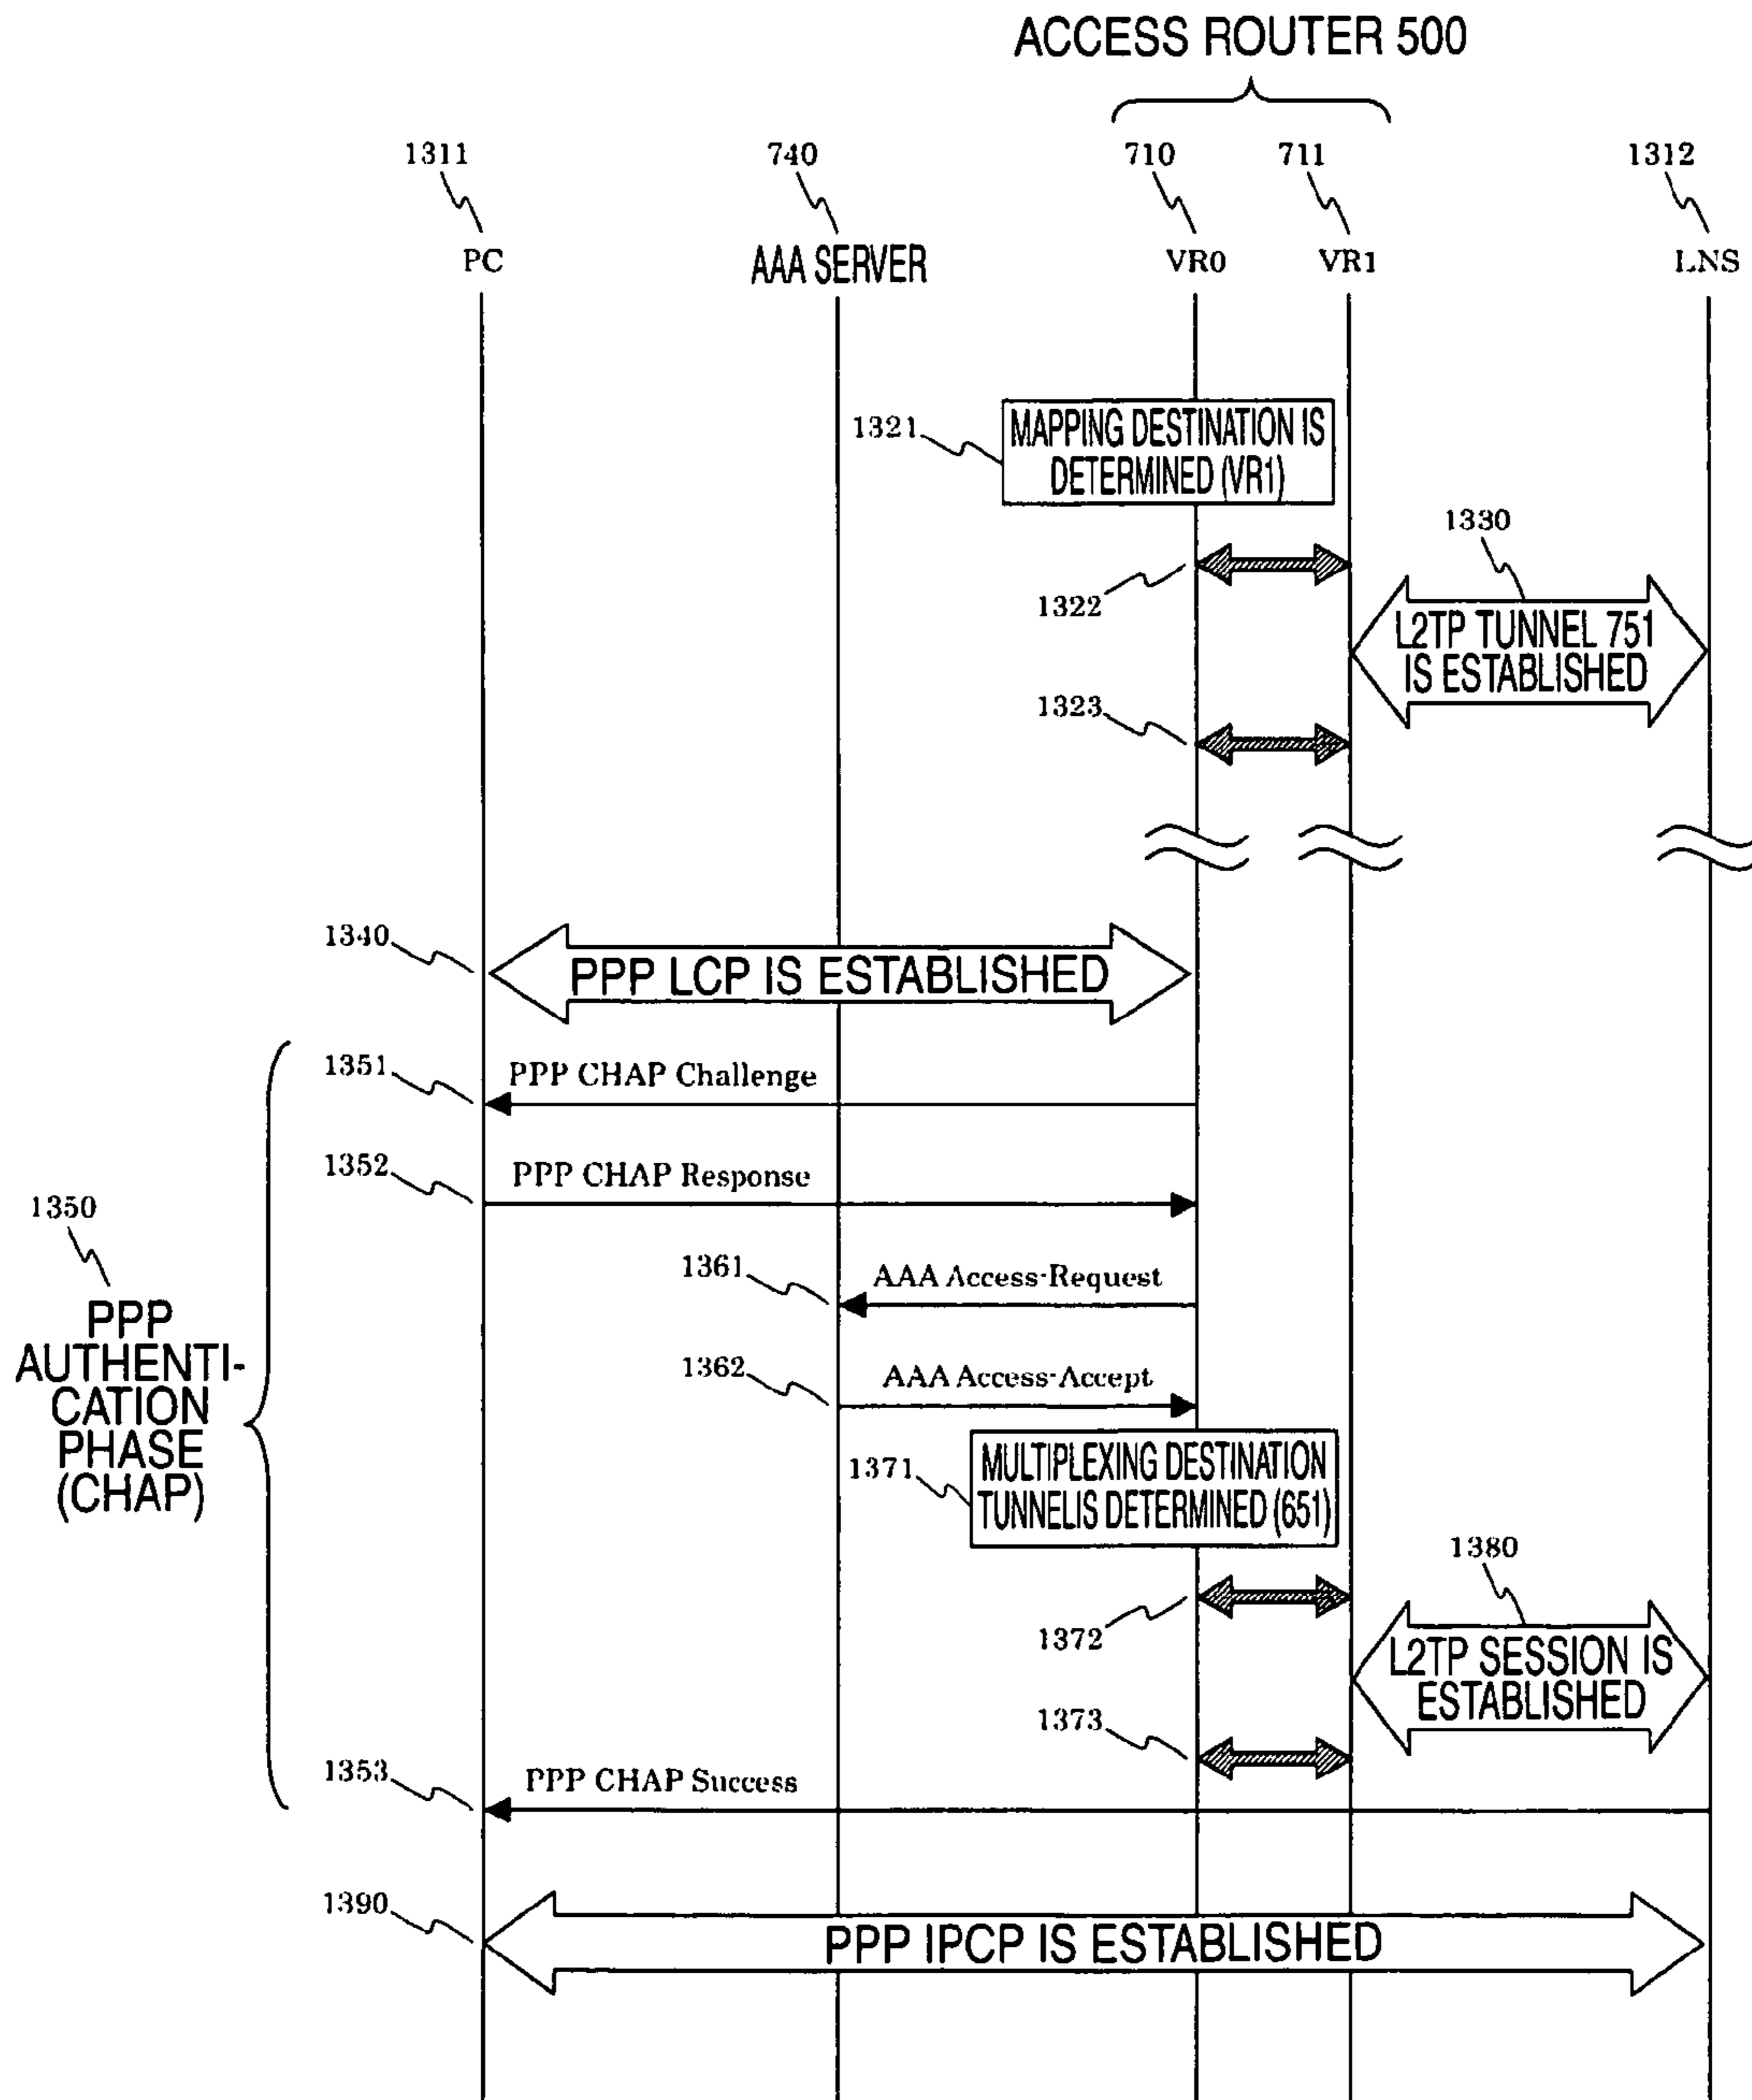 ACCESS ROUTER 500
1311
740
710
711
1312
PC
AAA SERVER
VR0
VR1
LNS
1321
MAPPING DESTINATION IS
DETERMINED (VR1)
1330
1322
L2TP TUNNEL 751
IS ESTABLISHED
1323
1340
PPP LCP IS ESTABLISHED
1351
PPP CHAP Challenge
1352
PPP CHAP Response
1350
PPP
AUTHENTI-
CATION
PHASE
(CHAP)
1361
AAA Access-Request
1362
AAA Access-Accept
1371
MULTIPLEXING DESTINATION
TUNNELIS DETERMINED (651)
1380
1372
L2TP SESSION IS
ESTABLISHED
1373
1353
PPP CHAP Success
1390
PPP IPCP IS ESTABLISHED